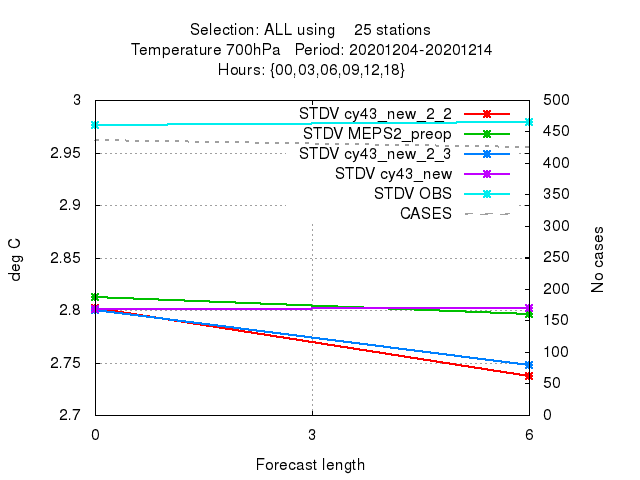 Selection: ALL using    25 stations
Temperature 700hPa   Period: 20201204-20201214
Hours: {00,03,06,09,12,18}
3
2.95
2.9
2.85
2.8
2.75
2.7
deg C
500
450
400
350
300
250
200
150
100
50
0
No cases
STDV cy43_new_2_2
STDV MEPS2_preop
STDV cy43_new_2_3
STDV cy43_new
STDV OBS
CASES
0 3 6
Forecast length